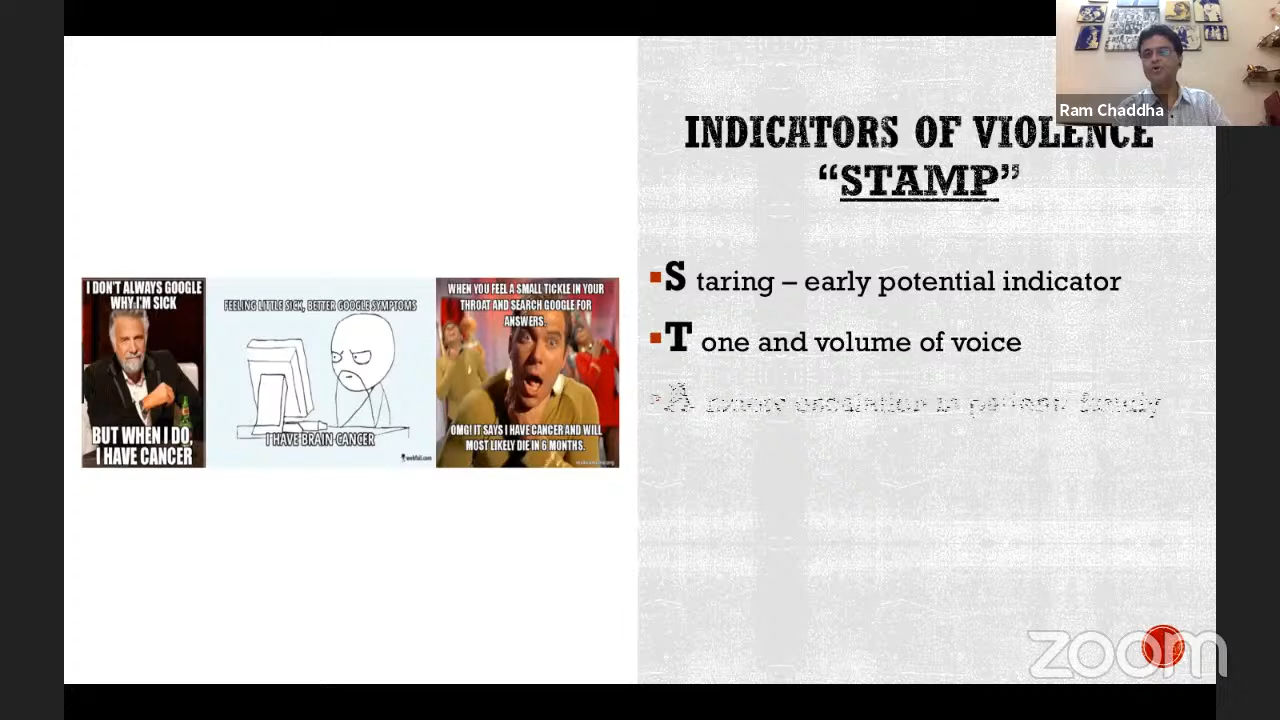 Ram Chaddha
INDICATORS OF VIOLENCE
“STAMP”
S taring – early potential indicator
T one and volume of voice
A
I DON'T ALWAYS GOOGLE
WHY I'M SICK
BUT WHEN I DO,
I HAVE CANCER
FEELING LITTLE SICK, BETTER GOOGLE SYMPTOMS
I HAVE BRAIN CANCER
WHEN YOU FEEL A SMALL TICKLE IN YOUR
THROAT AND SEARCH GOOGLE FOR
ANSWERS.
OMG! IT SAYS I HAVE CANCER AND WILL
MOST LIKELY DIE IN 6 MONTHS.
zoom